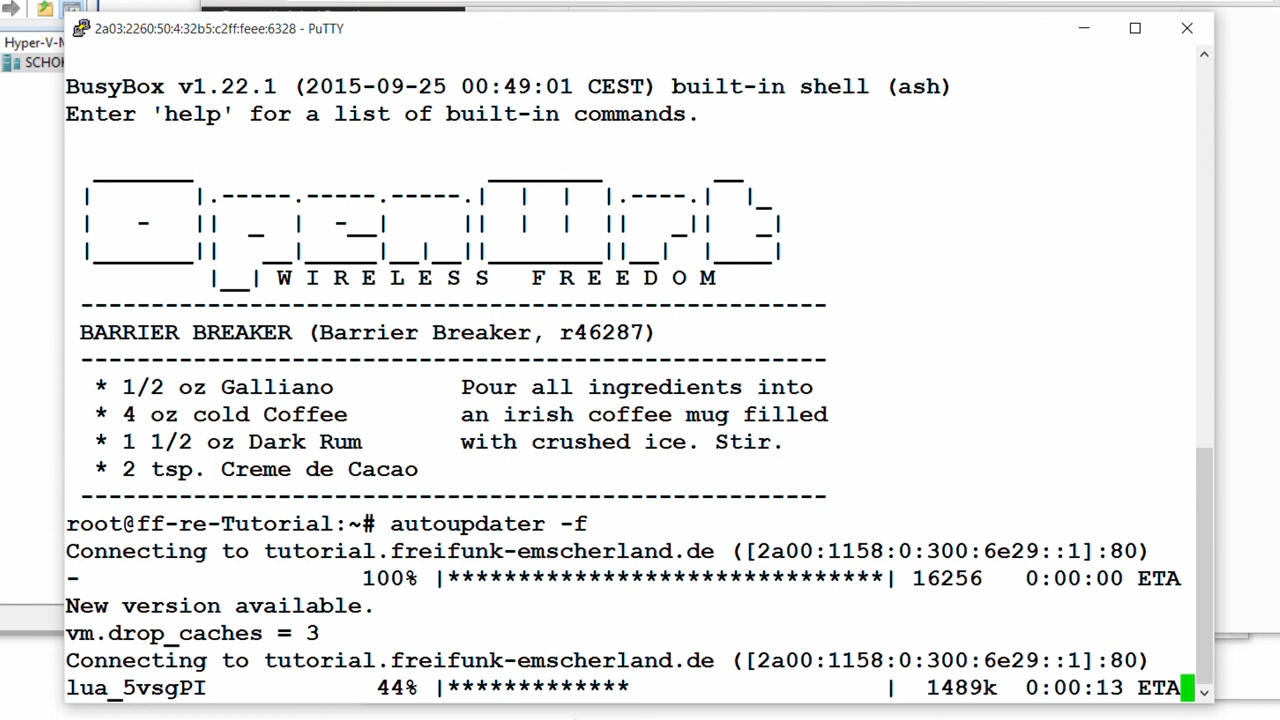 Hyper-V-M
SCHOK
2a03:2260:50:4:32b5:c2ff:feee:6328 - PuTTY
BusyBox v1.22.1 (2015-09-25 00:49:01 CEST) built-in shell (ash)
Enter 'help' for a list of built-in commands.
OpenWrt
W I R E L E S S   F R E E D O M
-----------------------------------------------------
BARRIER BREAKER (Barrier Breaker, r46287)
-----------------------------------------------------
* 1/2 oz Galliano         Pour all ingredients into
* 4 oz cold Coffee        an irish coffee mug filled
* 1 1/2 oz Dark Rum       with crushed ice. Stir.
* 2 tsp. Creme de Cacao
-----------------------------------------------------
root@ff-re-Tutorial:~# autoupdater -f
Connecting to tutorial.freifunk-emscherland.de ([2a00:1158:0:300:6e29::1]:80)
-                    100% |*******************************| 16256   0:00:00 ETA
New version available.
vm.drop_caches = 3
Connecting to tutorial.freifunk-emscherland.de ([2a00:1158:0:300:6e29::1]:80)
lua_5vsgPI            44% |*************                  |  1489k  0:00:13 ETA